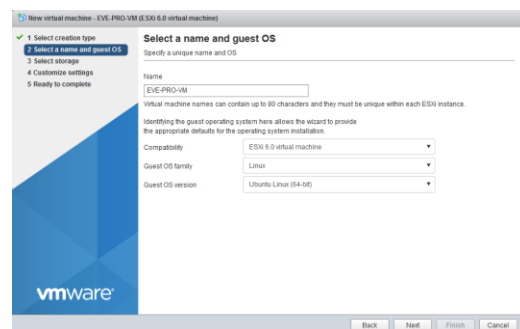 New virtual machine - EVE-PRO-VM (ESXi 6.0 virtual machine)
1 Select creation type
2 Select a name and guest OS
3 Select storage
4 Customize settings
5 Ready to complete
Select a name and guest OS
Specify a unique name and OS
Name
EVE-PRO-VM
Virtual machine names can contain up to 80 characters and they must be unique within each ESXi instance.
Identifying the guest operating system here allows the wizard to provide
the appropriate defaults for the operating system installation.
Compatibility
ESXi 6.0 virtual machine
Guest OS family
Linux
Guest OS version
Ubuntu Linux (64-bit)
vmware
Back Next Finish Cancel